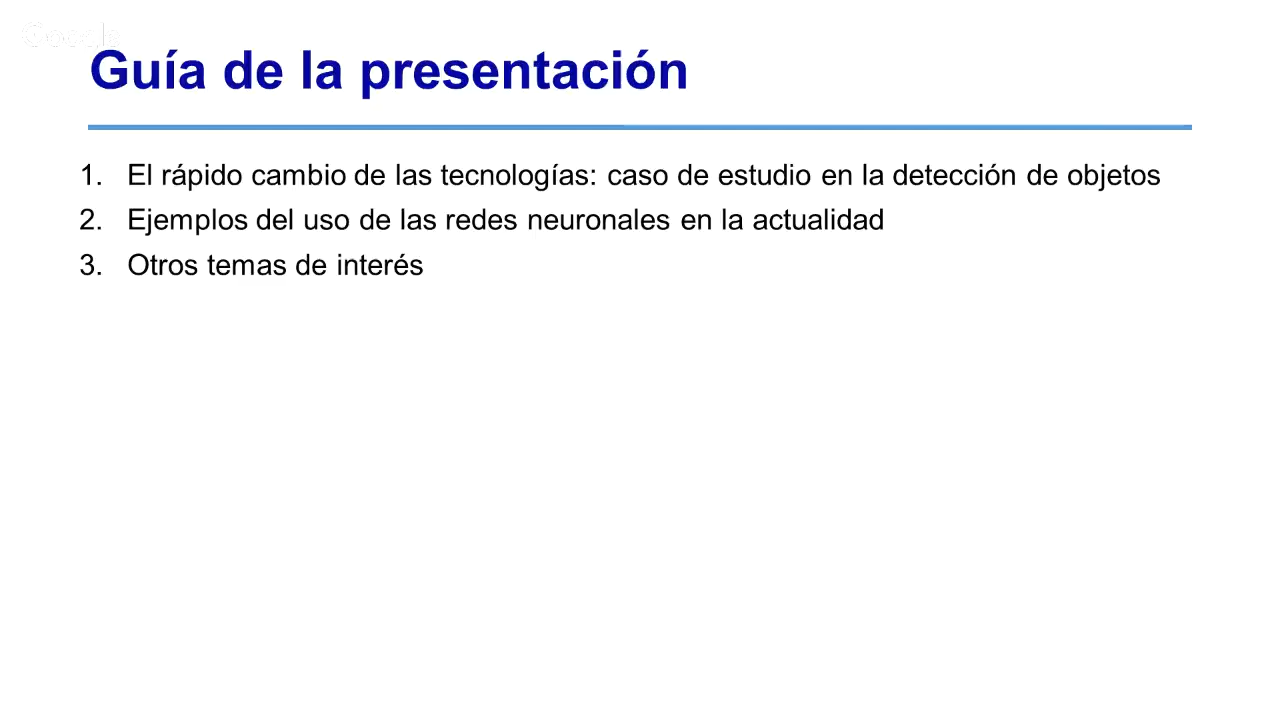 Guía de la presentación
1. El rápido cambio de las tecnologías: caso de estudio en la detección de objetos
2. Ejemplos del uso de las redes neuronales en la actualidad
3. Otros temas de interés